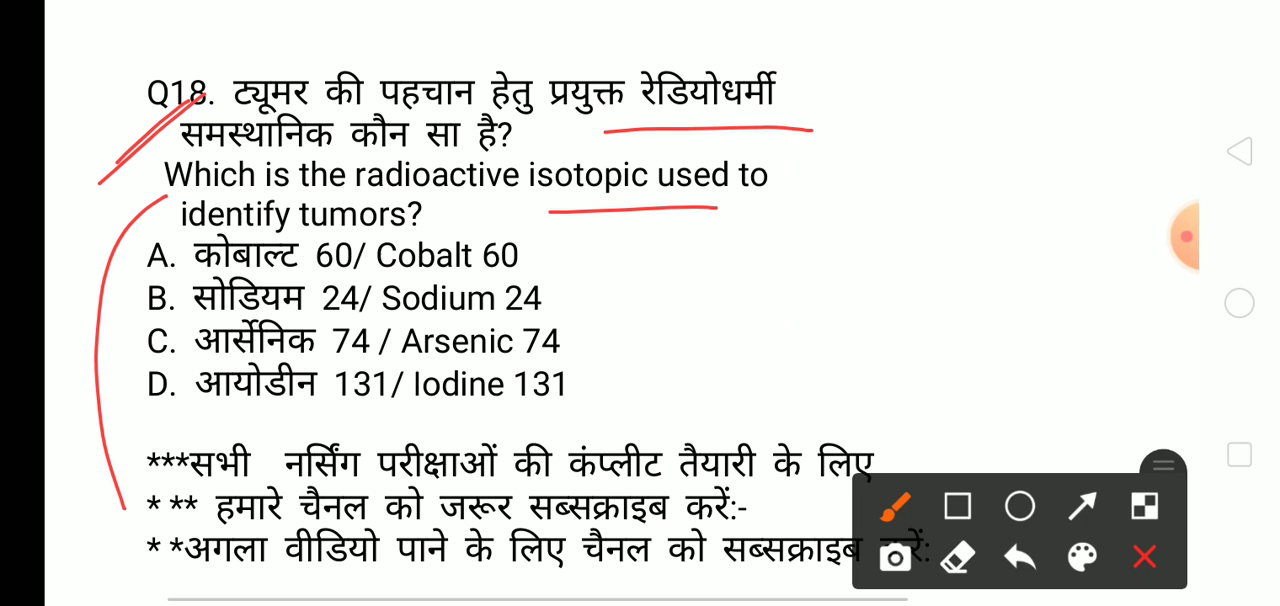 Q18. ट्यूमर की पहचान हेतु प्रयुक्त रेडियोधर्मी
समस्थानिक कौन सा है?
Which is the radioactive isotopic used to
identify tumors?
A. कोबाल्ट 60/ Cobalt 60
B. सोडियम 24/ Sodium 24
C. आर्सेनिक 74 / Arsenic 74
D. आयोडीन 131/ Iodine 131
***सभी नर्सिंग परीक्षाओं की कंप्लीट तैयारी के लिए
* ** हमारे चैनल को जरूर सब्सक्राइब करें:-
* *अगला वीडियो पाने के लिए चैनल को सब्सक्राइब करें: